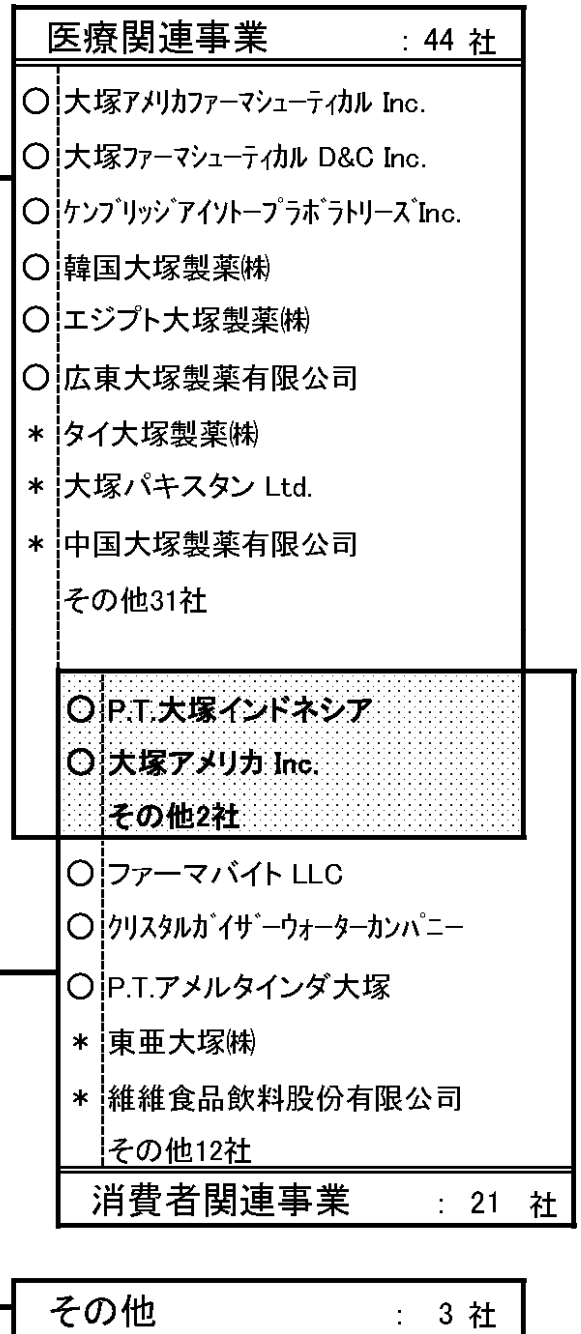 医療関連事業 : 44 社
○ 大塚アメリカファーマシューティカル Inc.
○ 大塚ファーマシューティカル D&C Inc.
○ ケンブリッジアイソトープラボラトリーズInc.
○ 韓国大塚製薬㈱
○ エジプト大塚製薬㈱
○ 広東大塚製薬有限公司
* タイ大塚製薬㈱
* 大塚パキスタン Ltd.
* 中国大塚製薬有限公司
その他31社
○ P.T.大塚インドネシア
○ 大塚アメリカ Inc.
その他2社
○ ファーマバイト LLC
○ クリスタルガイザーウォーターカンパニー
○ P.T.アメルタインダ大塚
* 東亜大塚㈱
* 維維食品飲料股份有限公司
その他12社
消費者関連事業 : 21 社
その他 : 3 社